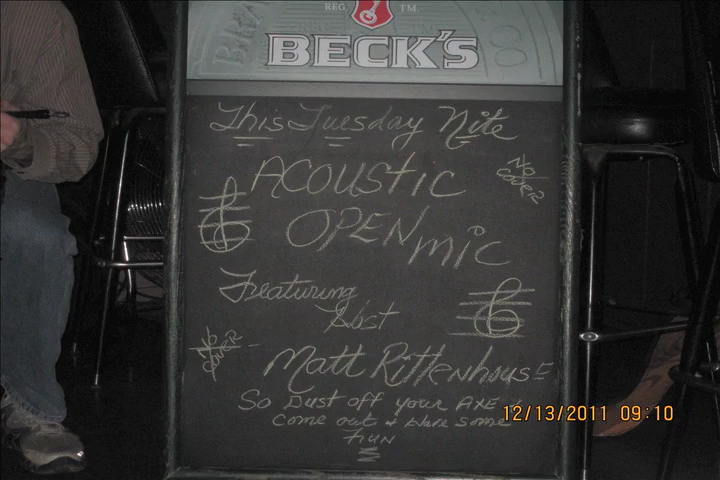 REG. TM.
BECK'S
This Tuesday Nite
ACOUSTIC
NO COVER
OPEN MIC
Featuring
Host
NO COVER
Matt Rittenhouse
So Dust off your AXE &
Come out & Have some
FUN
12/13/2011 09:10